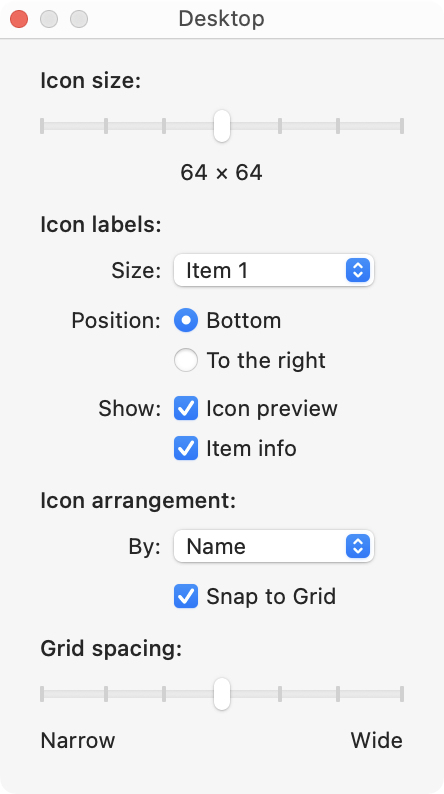 Desktop
Icon size:
64 × 64
Icon labels:
Size: Item 1
Position: Bottom
To the right
Show: Icon preview
Item info
Icon arrangement:
By: Name
Snap to Grid
Grid spacing:
Narrow Wide